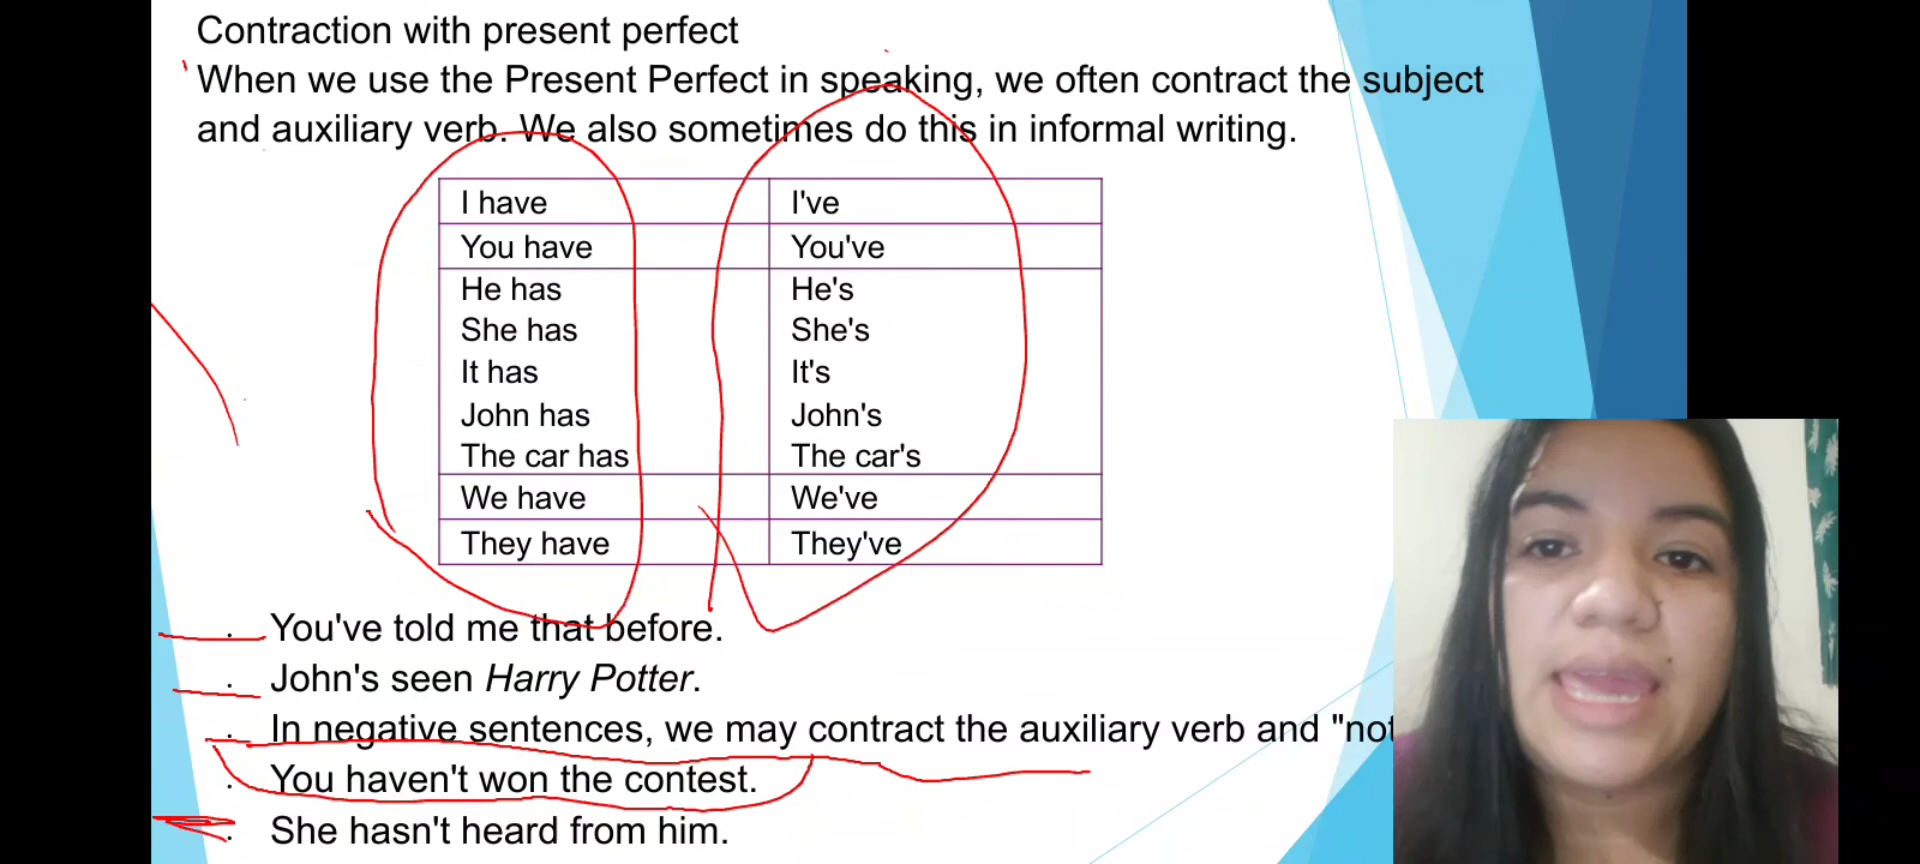 Contraction with present perfect
When we use the Present Perfect in speaking, we often contract the subject
and auxiliary verb. We also sometimes do this in informal writing.
I have I've
You have You've
He has He's
She has She's
It has It's
John has John's
The car has The car's
We have We've
They have They've
You've told me that before.
John's seen Harry Potter.
In negative sentences, we may contract the auxiliary verb and "not
You haven't won the contest.
She hasn't heard from him.